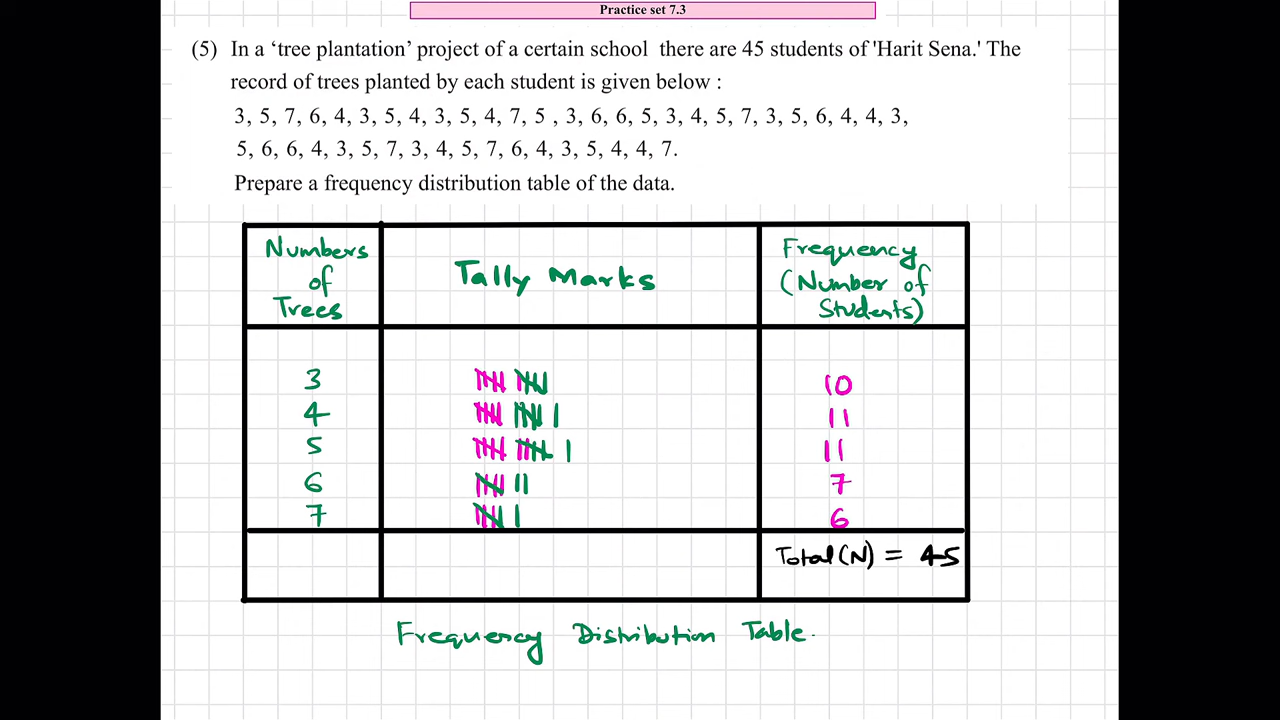 Practice set 7.3
(5) In a ‘tree plantation’ project of a certain school there are 45 students of 'Harit Sena.' The
record of trees planted by each student is given below :
3, 5, 7, 6, 4, 3, 5, 4, 3, 5, 4, 7, 5 , 3, 6, 6, 5, 3, 4, 5, 7, 3, 5, 6, 4, 4, 3,
5, 6, 6, 4, 3, 5, 7, 3, 4, 5, 7, 6, 4, 3, 5, 4, 4, 7.
Prepare a frequency distribution table of the data.
Numbers
of
Trees
Tally Marks
Frequency
(Number of
Students)
3 10
4 11
5 11
6 7
7 6
Total (N) = 45
Frequency Distribution Table.